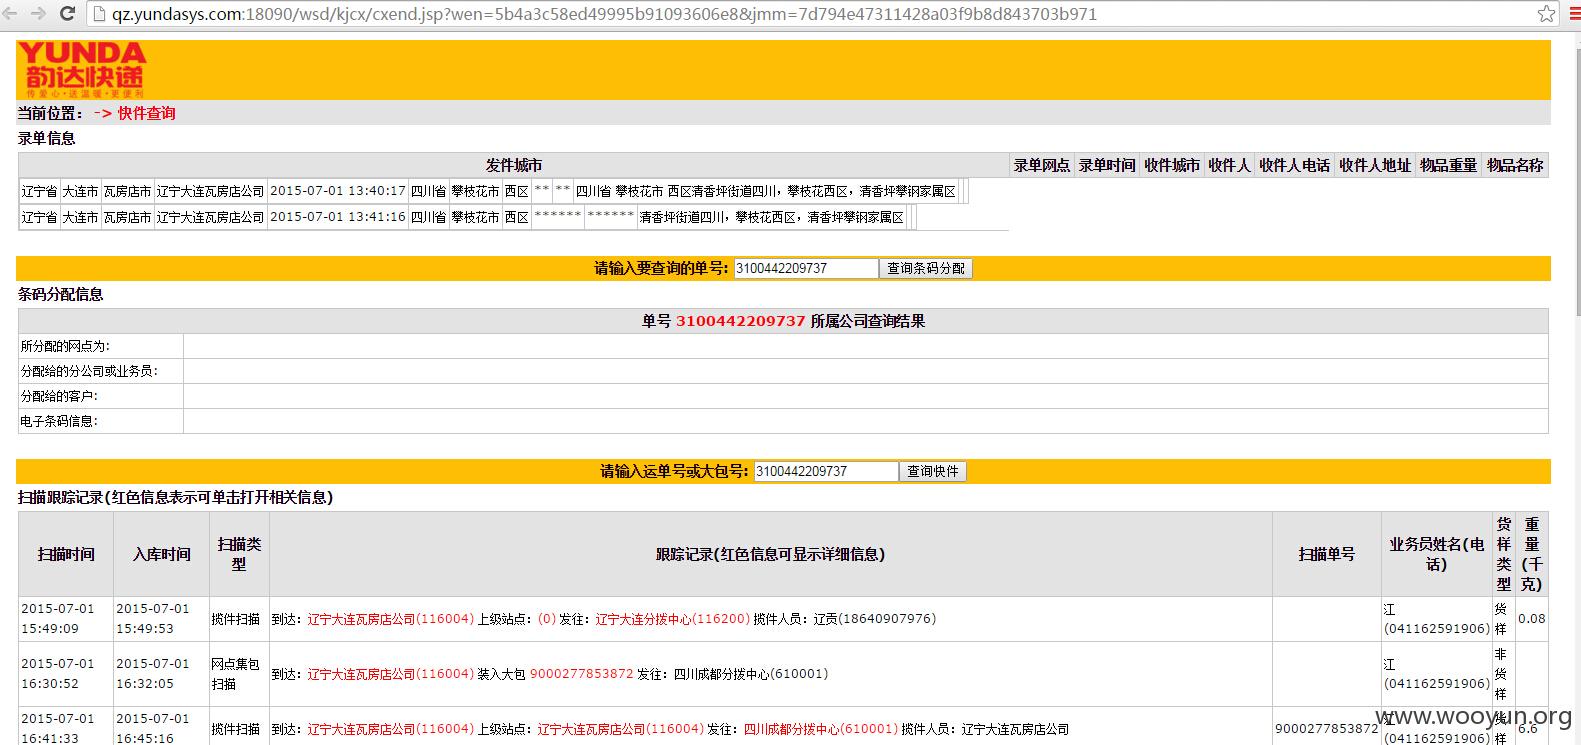 qz.yundasys.com:18090/wsd/kjcx/cxend.jsp?wen=5b4a3c58ed49995b91093606e8&jmm=7d794e47311428a03f9b8d843703b971
YUNDA
韵达快递
传爱心·送温暖·更便利
当前位置： -> 快件查询
录单信息
发件城市 录单网点 录单时间 收件城市 收件人 收件人电话 收件人地址 物品重量 物品名称
辽宁省 大连市 瓦房店市 辽宁大连瓦房店公司 2015-07-01 13:40:17 四川省 攀枝花市 西区 ** ** 四川省 攀枝花市 西区清香坪街道四川，攀枝花西区，清香坪攀钢家属区
辽宁省 大连市 瓦房店市 辽宁大连瓦房店公司 2015-07-01 13:41:16 四川省 攀枝花市 西区 ****** ****** 清香坪街道四川，攀枝花西区，清香坪攀钢家属区
请输入要查询的单号: 3100442209737 查询条码分配
条码分配信息
单号 3100442209737 所属公司查询结果
所分配的网点为:
分配给的分公司或业务员:
分配给的客户:
电子条码信息:
请输入运单号或大包号: 3100442209737 查询快件
扫描跟踪记录(红色信息表示可单击打开相关信息)
扫描时间 入库时间 扫描类型 跟踪记录(红色信息可显示详细信息) 扫描单号 业务员姓名(电话) 货样类型 重量(千克)
2015-07-01 15:49:09 2015-07-01 15:49:53 揽件扫描 到达：辽宁大连瓦房店公司(116004) 上级站点：(0) 发往：辽宁大连分拨中心(116200) 揽件人员：辽贡(18640907976) 江(041162591906) 货样 0.08
2015-07-01 16:30:52 2015-07-01 16:32:05 网点集包扫描 到达：辽宁大连瓦房店公司(116004) 装入大包 9000277853872 发往：四川成都分拨中心(610001) 江(041162591906) 非货样
2015-07-01 16:41:33 2015-07-01 16:45:16 揽件扫描 到达：辽宁大连瓦房店公司(116004) 上级站点：辽宁大连瓦房店公司(116004) 发往：四川成都分拨中心(610001) 揽件人员：辽宁大连瓦房店公司 9000277853872 (041162591906) 6.6
www.wooyun.org